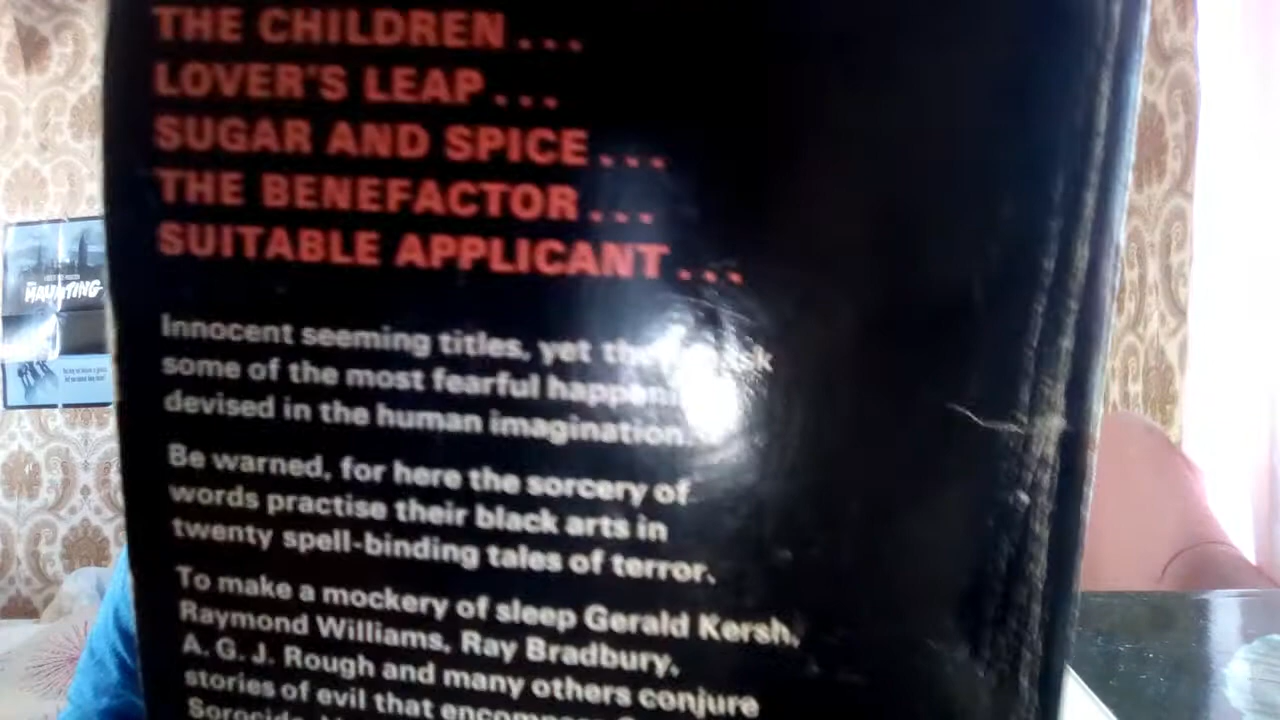 THE CHILDREN...
LOVER'S LEAP...
SUGAR AND SPICE...
THE BENEFACTOR...
SUITABLE APPLICANT...
Innocent seeming titles, yet
some of the most fearful
devised in the human imagination.
Be warned, for here the sorcery of
words practise their black arts in
twenty spell-binding tales of terror.
To make a mockery of sleep Gerald Kersh,
Raymond Williams, Ray Bradbury,
A. G. J. Rough and many others conjure
stories of evil that
HAUNTING